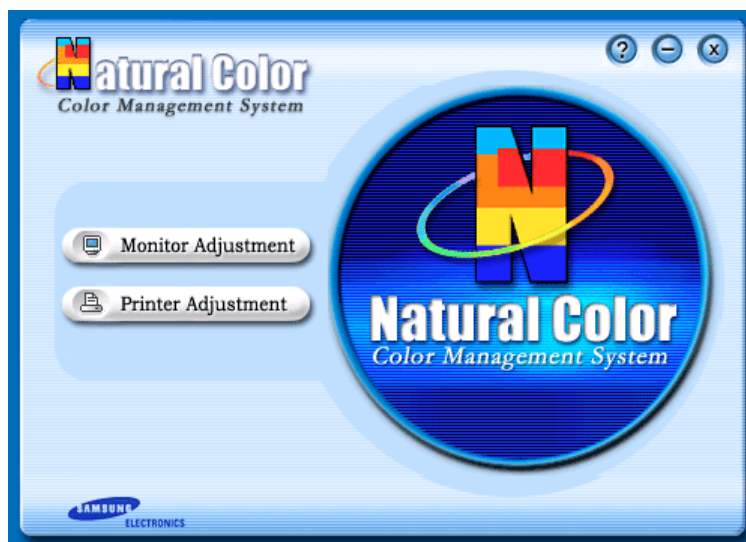 Natural Color
Color Management System
?
−
x
Monitor Adjustment
Printer Adjustment
N
Natural Color
Color Management System
SAMSUNG
ELECTRONICS